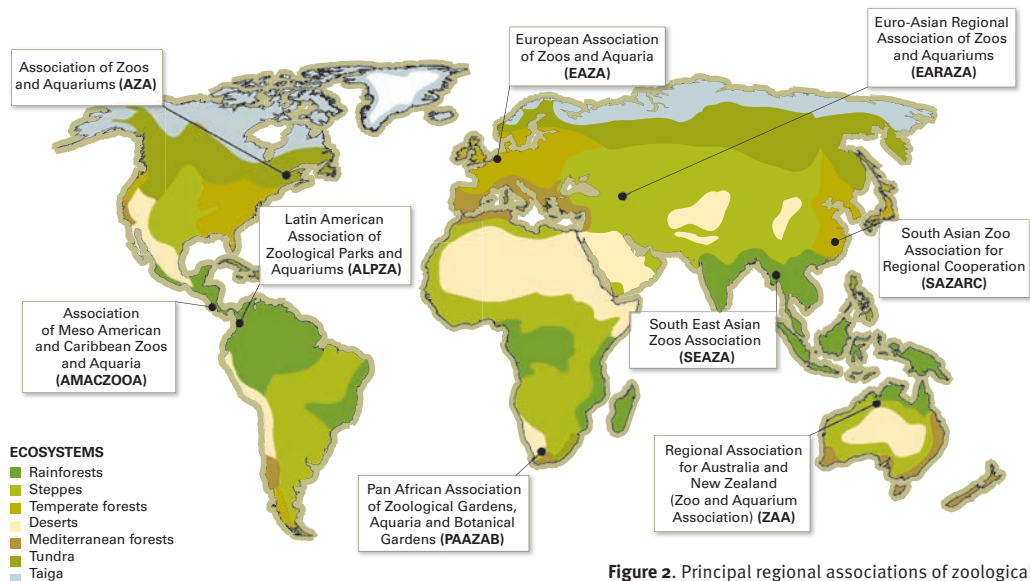 Association of Zoos
and Aquariums (AZA)
European Association
of Zoos and Aquaria
(EAZA)
Euro-Asian Regional
Association of Zoos
and Aquariums
(EARAZA)
Latin American
Association of
Zoological Parks and
Aquariums (ALPZA)
South Asian Zoo
Association for
Regional Cooperation
(SAZARC)
Association
of Meso American
and Caribbean Zoos
and Aquaria
(AMACZOOA)
South East Asian
Zoos Association
(SEAZA)
Regional Association
for Australia and
New Zealand
(Zoo and Aquarium
Association) (ZAA)
Pan African Association
of Zoological Gardens,
Aquaria and Botanical
Gardens (PAAZAB)
ECOSYSTEMS
Rainforests
Steppes
Temperate forests
Deserts
Mediterranean forests
Tundra
Taiga
Figure 2. Principal regional associations of zoological